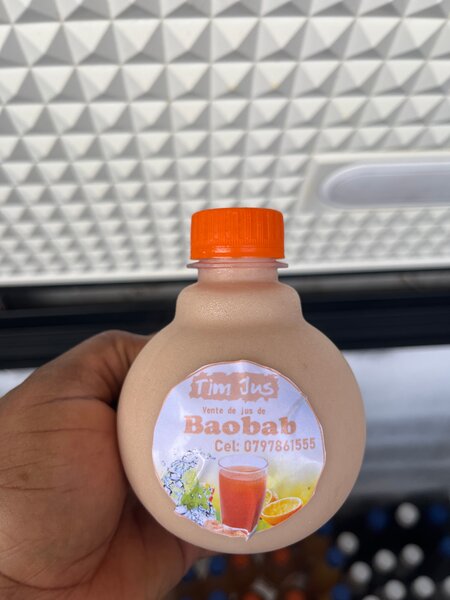 Tim Jus
Vente de jus de
Baobab
Cel: 0797861555